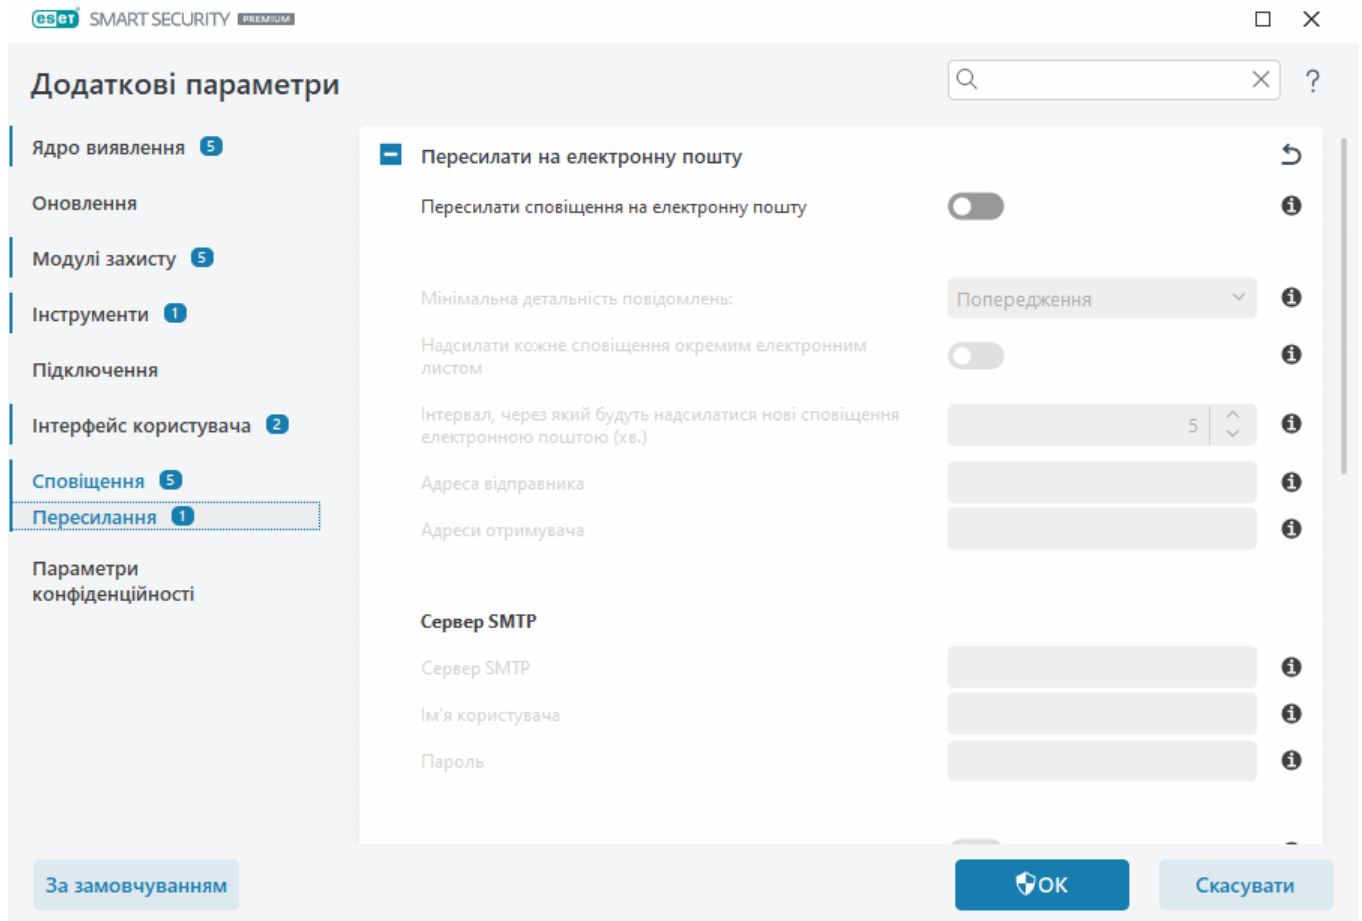 eset SMART SECURITY PREMIUM
Додаткові параметри
?
Ядро виявлення 5
Оновлення
Модулі захисту 5
Інструменти 1
Підключення
Інтерфейс користувача 2
Сповіщення 5
Пересилання 1
Параметри
конфіденційності
Пересилати на електронну пошту
Пересилати сповіщення на електронну пошту
Мінімальна детальність повідомлень:
Попередження
Надсилати кожне сповіщення окремим електронним
листом
Інтервал, через який будуть надсилатися нові сповіщення
електронною поштою (хв.)
5
Адреса відправника
Адреси отримувача
Сервер SMTP
Сервер SMTP
Ім'я користувача
Пароль
За замовчуванням
ОК
Скасувати